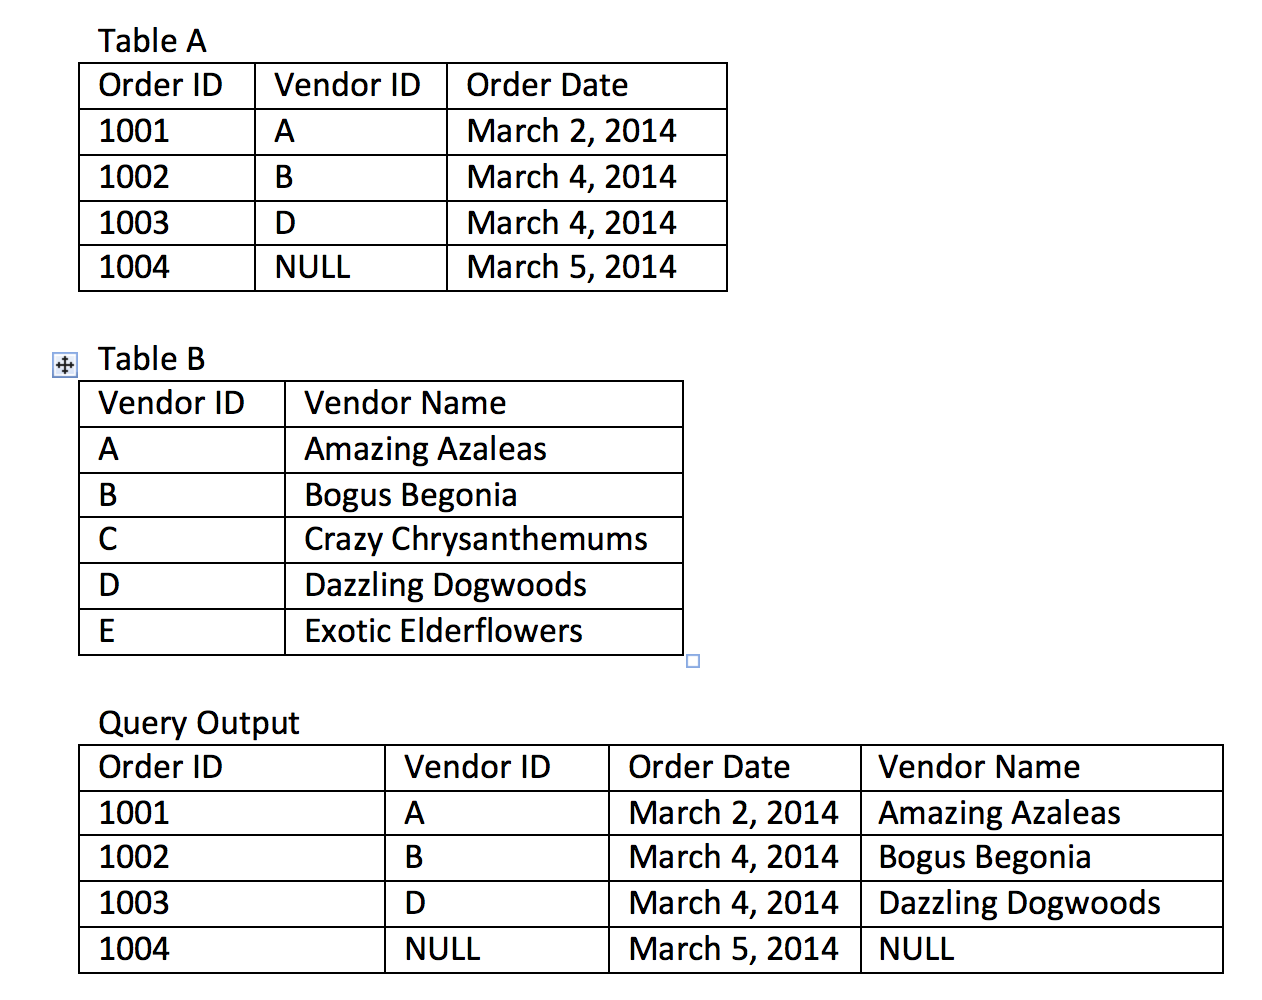 Table A
Order ID Vendor ID Order Date
1001 A March 2, 2014
1002 B March 4, 2014
1003 D March 4, 2014
1004 NULL March 5, 2014
Table B
Vendor ID Vendor Name
A Amazing Azaleas
B Bogus Begonia
C Crazy Chrysanthemums
D Dazzling Dogwoods
E Exotic Elderflowers
Query Output
Order ID Vendor ID Order Date Vendor Name
1001 A March 2, 2014 Amazing Azaleas
1002 B March 4, 2014 Bogus Begonia
1003 D March 4, 2014 Dazzling Dogwoods
1004 NULL March 5, 2014 NULL